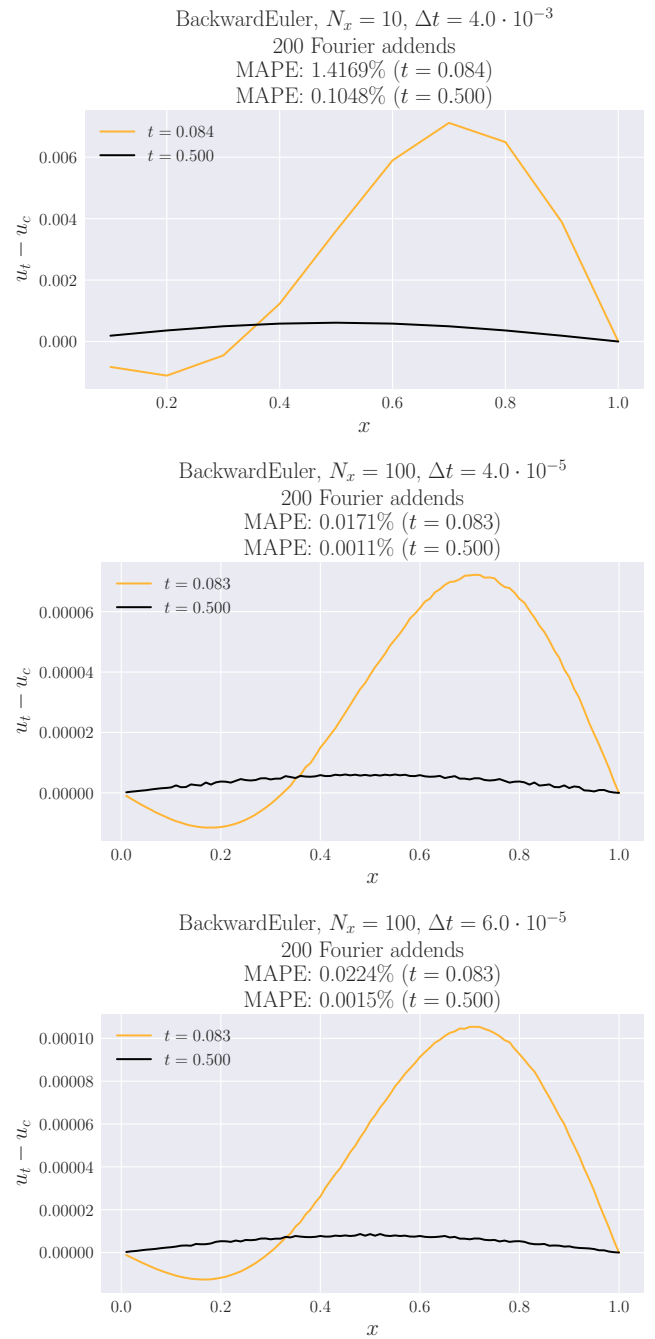 BackwardEuler, $N_x = 10$, $\Delta t = 4.0 \cdot 10^{-3}$
200 Fourier addends
MAPE: 1.4169% ($t = 0.084$)
MAPE: 0.1048% ($t = 0.500$)
$t = 0.084$
$t = 0.500$
0.006
0.004
0.002
0.000
$u_t - u_c$
0.2 0.4 0.6 0.8 1.0
$x$
BackwardEuler, $N_x = 100$, $\Delta t = 4.0 \cdot 10^{-5}$
200 Fourier addends
MAPE: 0.0171% ($t = 0.083$)
MAPE: 0.0011% ($t = 0.500$)
$t = 0.083$
$t = 0.500$
0.00006
0.00004
0.00002
0.00000
$u_t - u_c$
0.0 0.2 0.4 0.6 0.8 1.0
$x$
BackwardEuler, $N_x = 100$, $\Delta t = 6.0 \cdot 10^{-5}$
200 Fourier addends
MAPE: 0.0224% ($t = 0.083$)
MAPE: 0.0015% ($t = 0.500$)
$t = 0.083$
$t = 0.500$
0.00010
0.00008
0.00006
0.00004
0.00002
0.00000
$u_t - u_c$
0.0 0.2 0.4 0.6 0.8 1.0
$x$